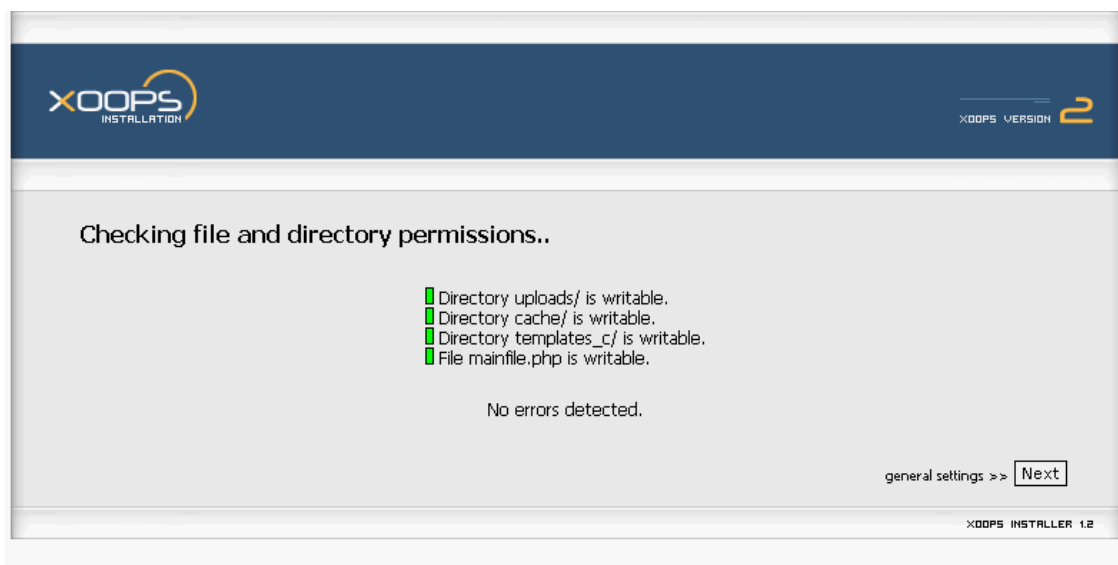 XOOPS
INSTALLATION
XOOPS VERSION 2
Checking file and directory permissions..
Directory uploads/ is writable.
Directory cache/ is writable.
Directory templates_c/ is writable.
File mainfile.php is writable.
No errors detected.
general settings >> Next
XOOPS INSTALLER 1.2